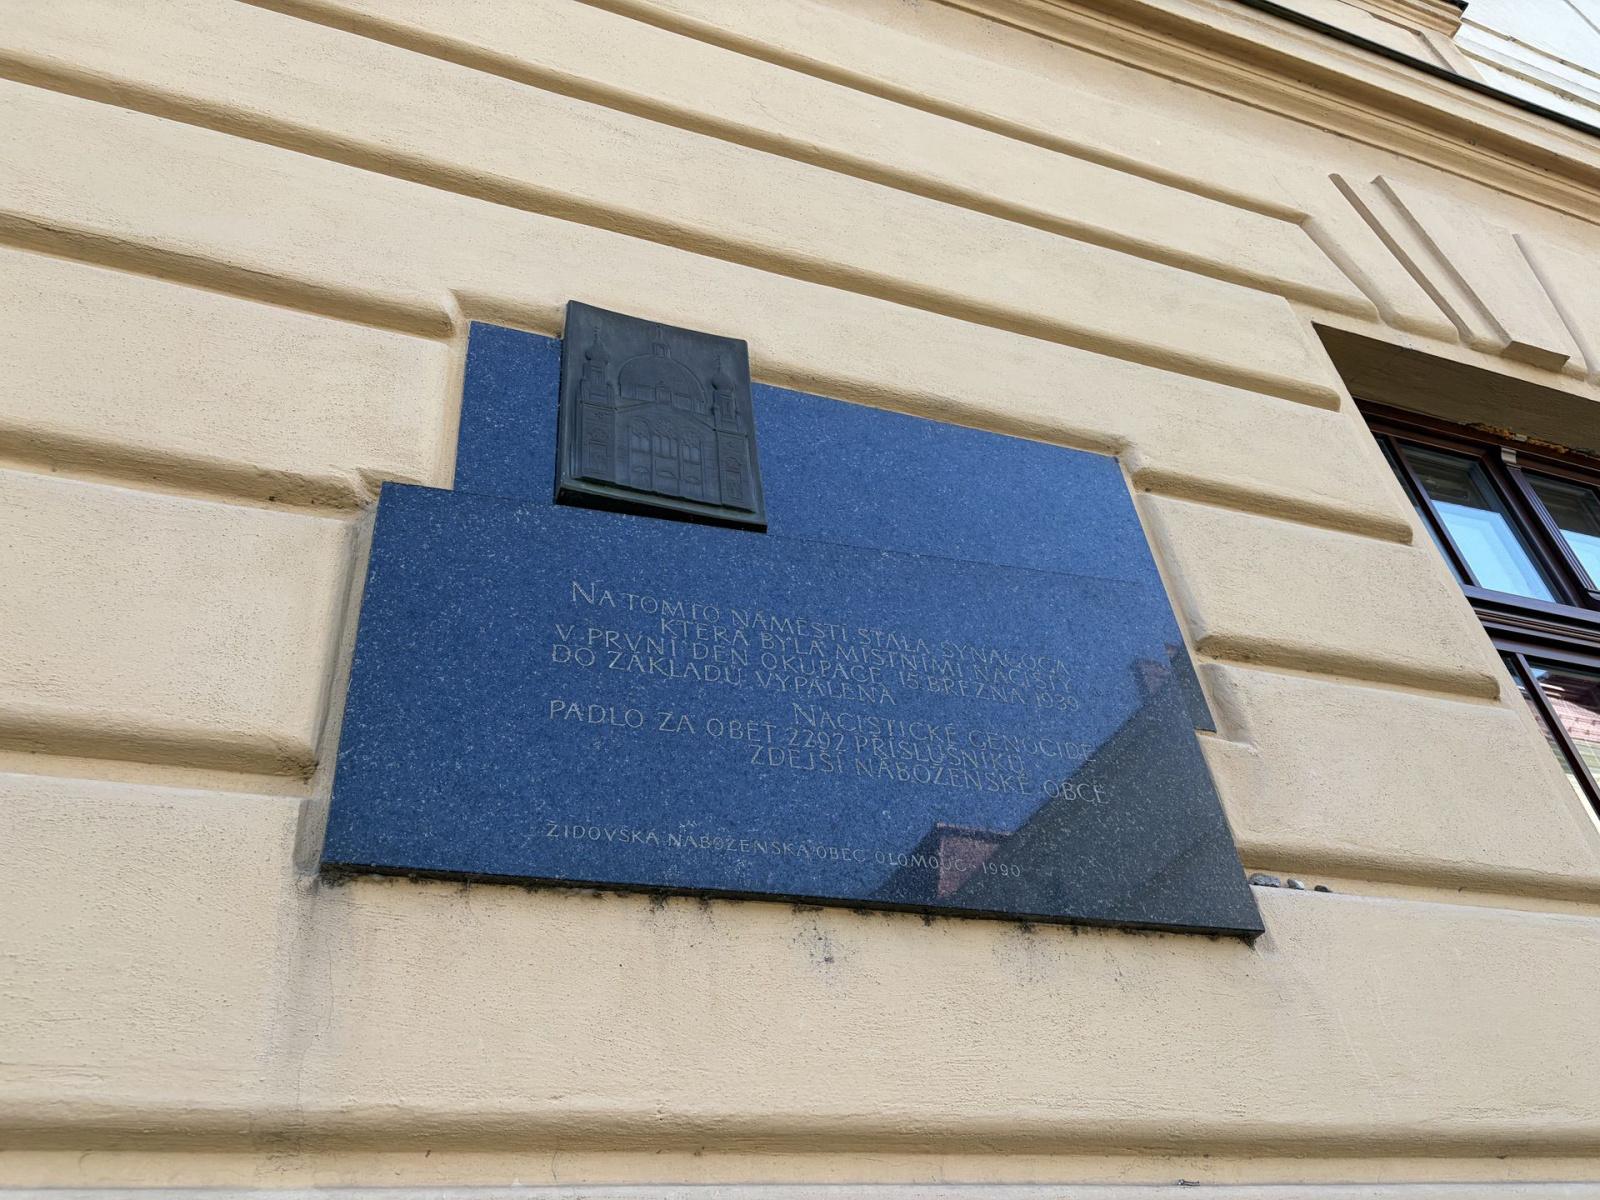 NA TOMTO NÁMĚSTÍ STÁLA SYNAGOGA
KTERÁ BYLA MÍSTNÍMI NACISTY
V PRVNÍ DEN OKUPACE 15. BŘEZNA 1939
DO ZÁKLADŮ VYPÁLENA
NACISTICKÉ GENOCIDĚ
PADLO ZA OBĚŤ 2292 PŘÍSLUŠNÍKŮ
ZDEJŠÍ NÁBOŽENSKÉ OBCE
ŽIDOVSKÁ NÁBOŽENSKÁ OBEC OLOMOUC · 1990